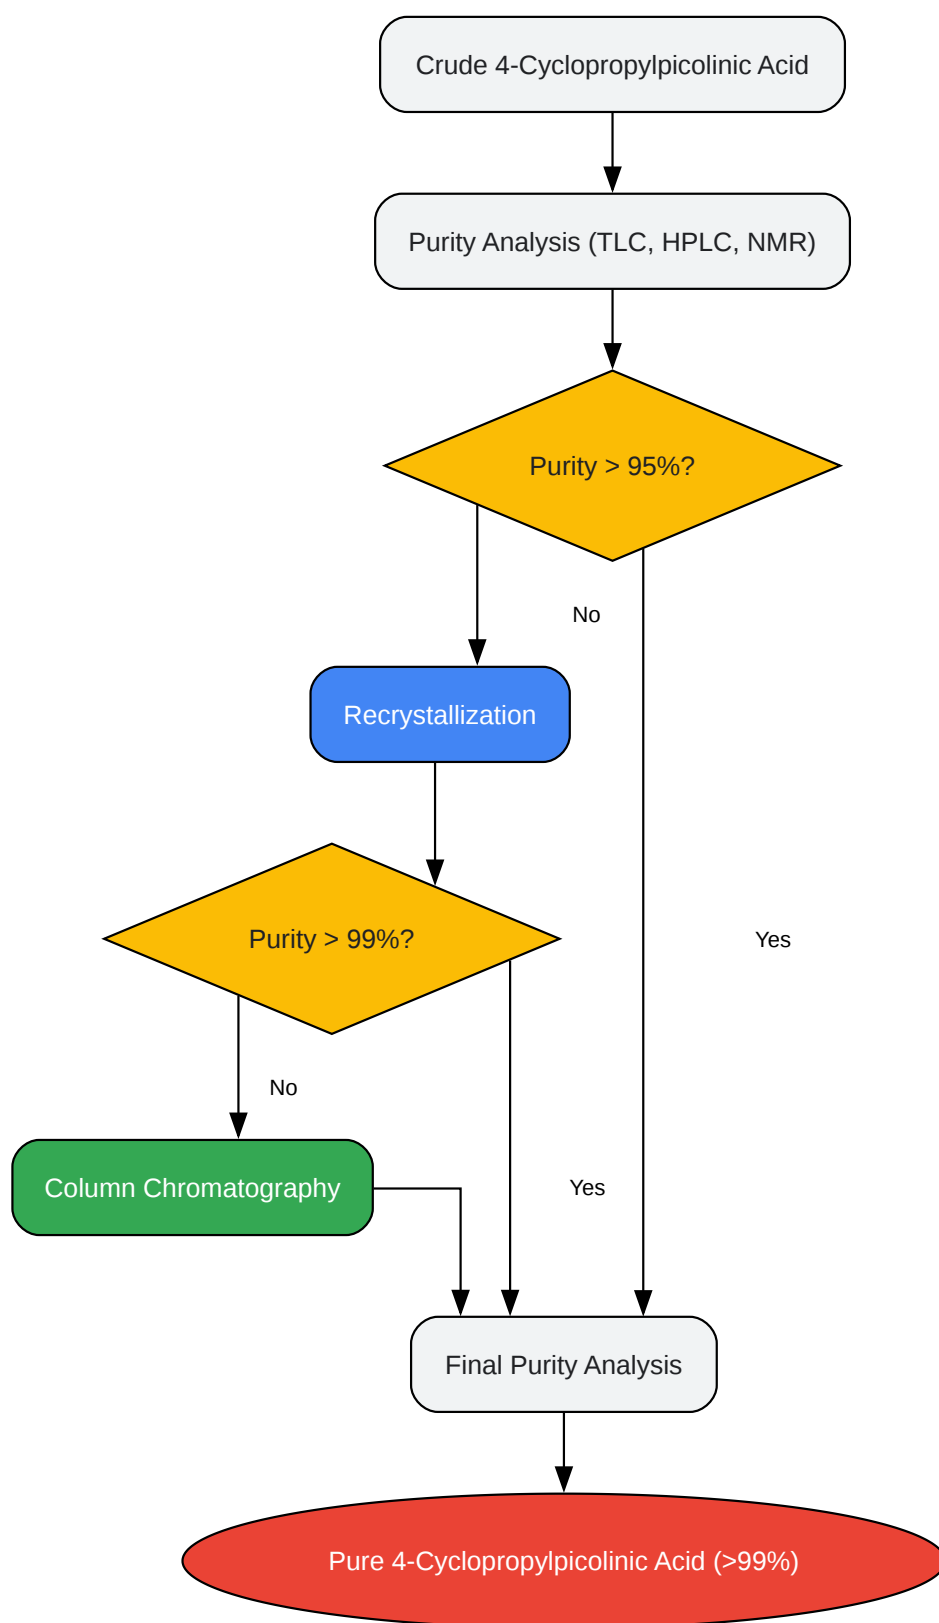 Crude 4-Cyclopropylpicolinic Acid
Purity Analysis (TLC, HPLC, NMR)
Purity > 95%?
No
Recrystallization
Purity > 99%?
Yes
No
Column Chromatography
Yes
Final Purity Analysis
Pure 4-Cyclopropylpicolinic Acid (>99%)